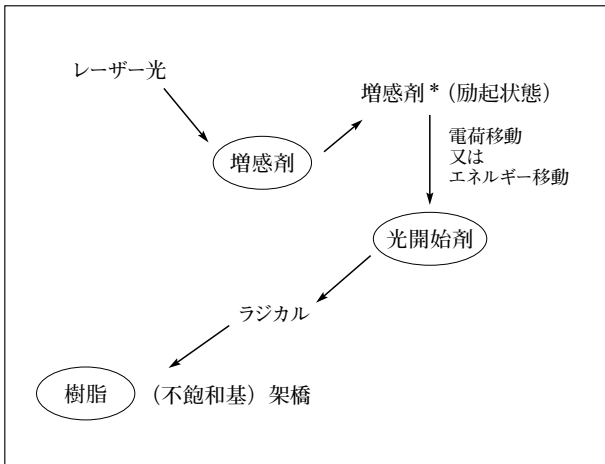 レーザー光
増感剤*(励起状態)
電荷移動
又は
エネルギー移動
増感剤
光開始剤
ラジカル
樹脂 (不飽和基)架橋